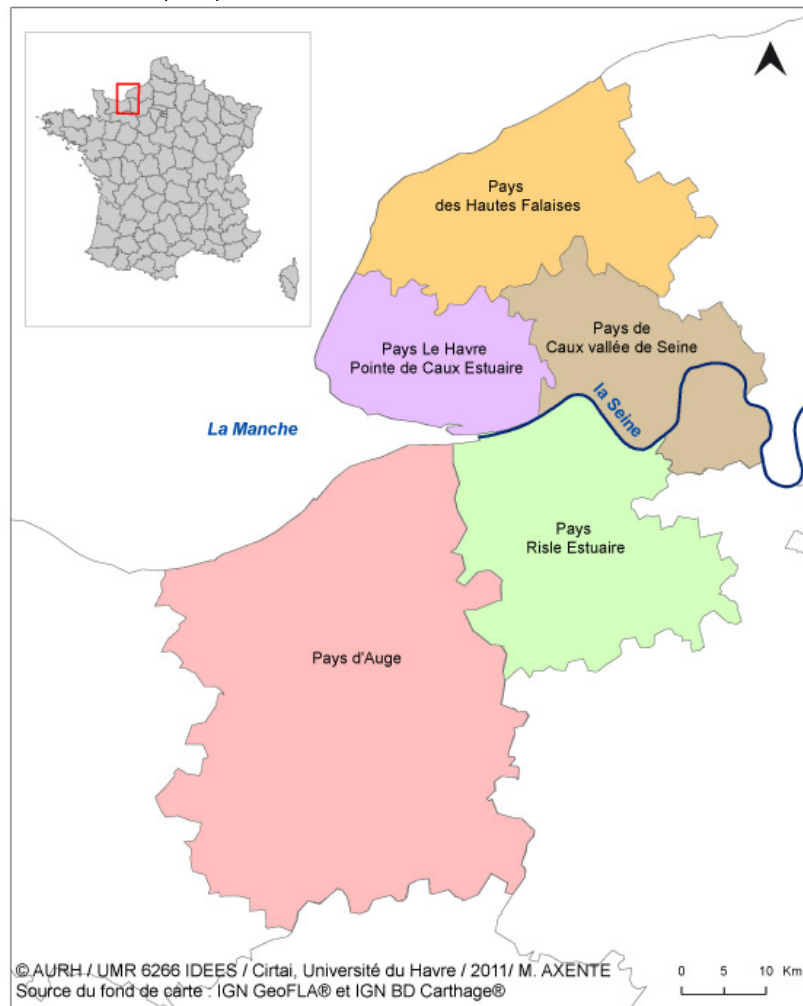 Pays
des Hautes Falaises
Pays de
Caux vallée de Seine
Pays Le Havre
Pointe de Caux Estuaire
la Seine
La Manche
Pays
Risle Estuaire
Pays d'Auge
© AURH / UMR 6266 IDEES / Cirtai, Université du Havre / 2011/ M. AXENTE
Source du fond de carte : IGN GeoFLA® et IGN BD Carthage®
0 5 10 Km